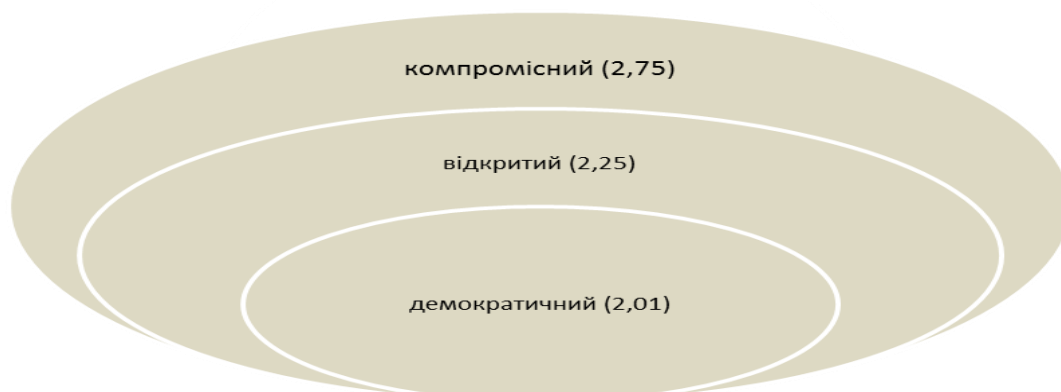 компромісний (2,75)
відкритий (2,25)
демократичний (2,01)